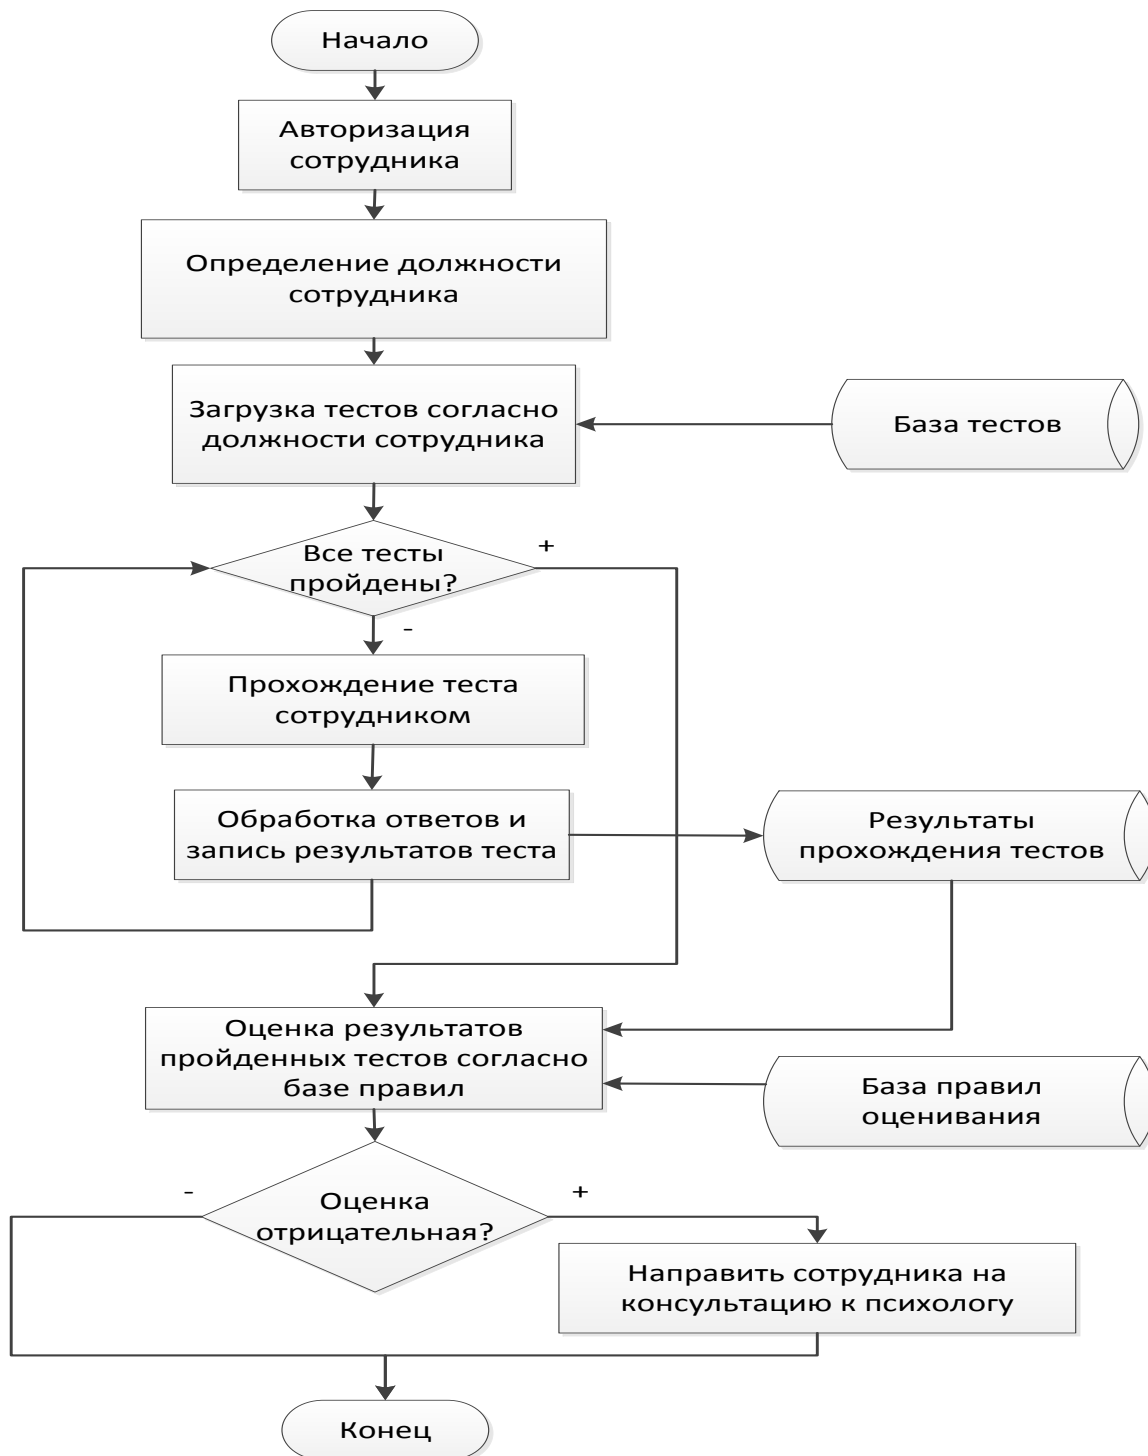 Начало
Авторизация
сотрудника
Определение должности
сотрудника
Загрузка тестов согласно
должности сотрудника
База тестов
Все тесты
пройдены?
+
-
Прохождение теста
сотрудником
Обработка ответов и
запись результатов теста
Результаты
прохождения тестов
Оценка результатов
пройденных тестов согласно
базе правил
База правил
оценивания
-
Оценка
отрицательная?
+
Направить сотрудника на
консультацию к психологу
Конец